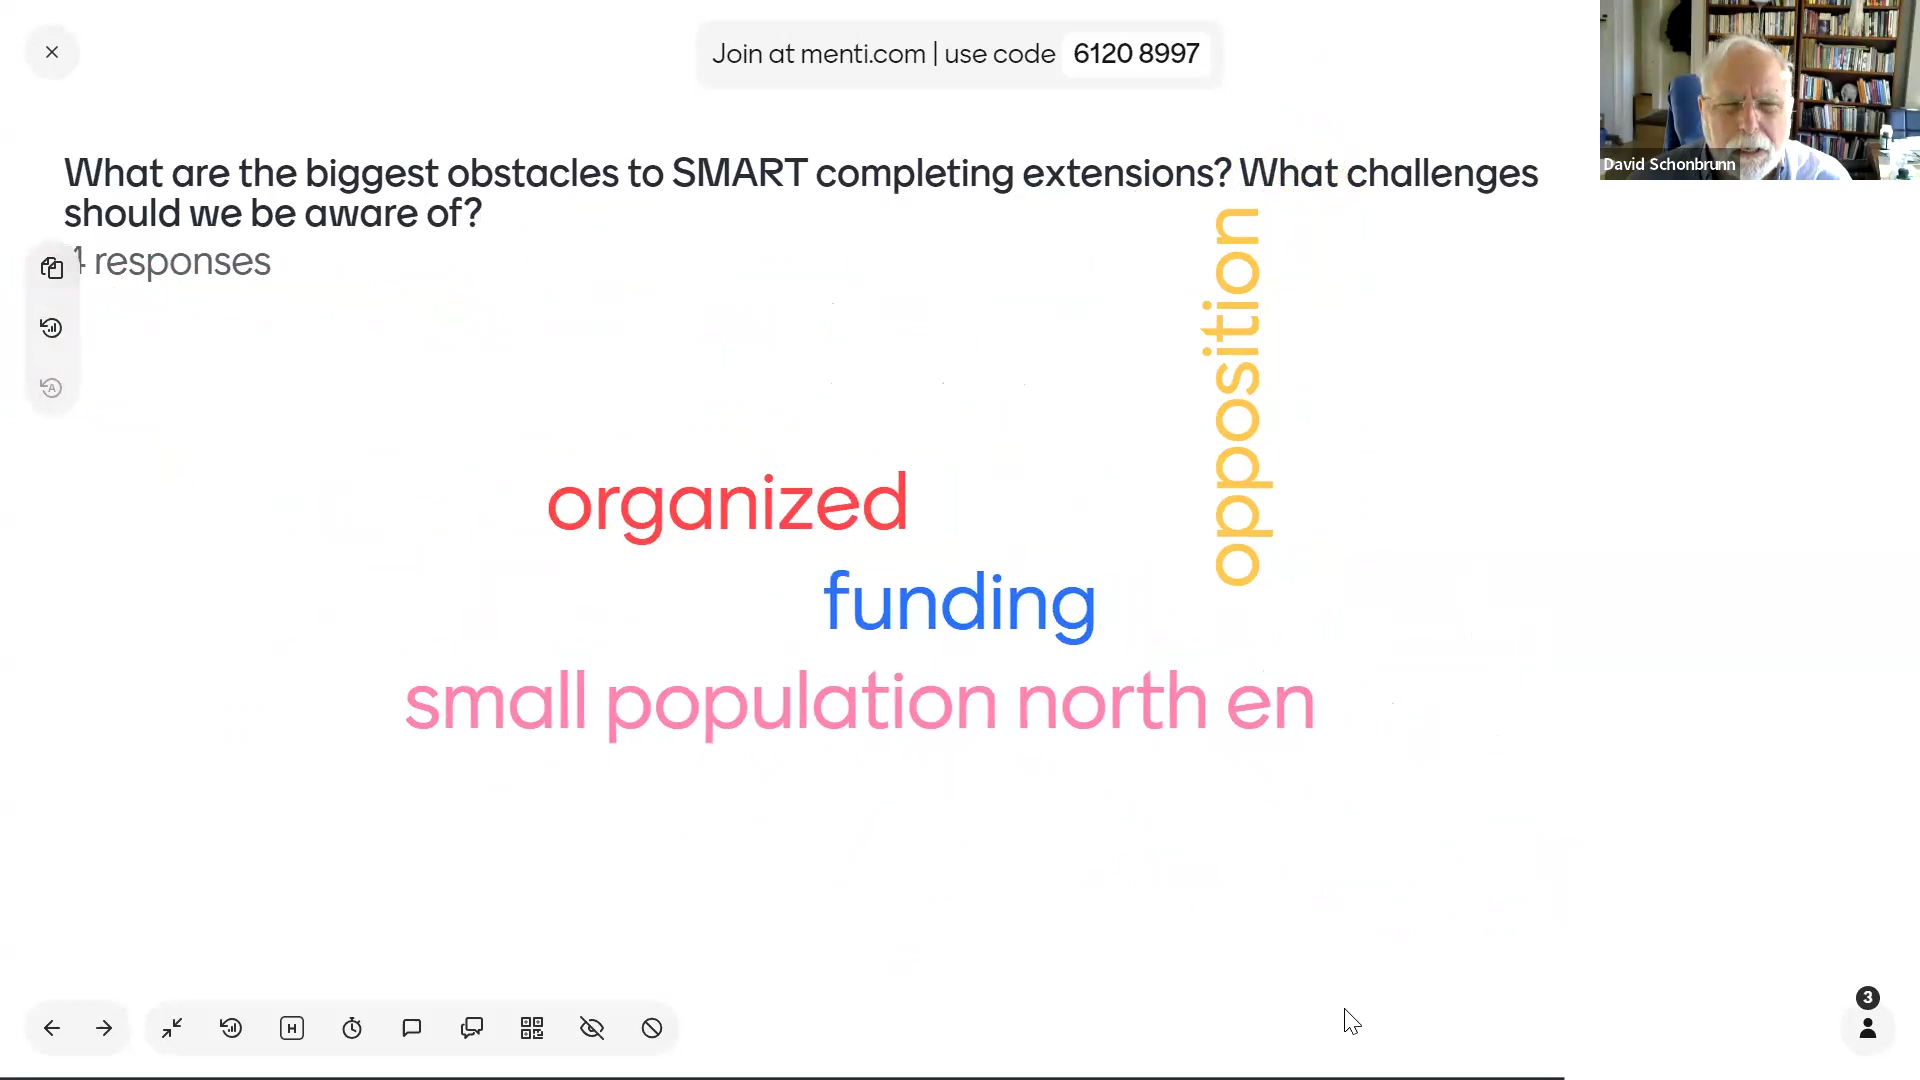 Join at menti.com | use code 6120 8997
David Schonbrunn
What are the biggest obstacles to SMART completing extensions? What challenges
should we be aware of?
4 responses
opposition
organized
funding
small population north en
H
3